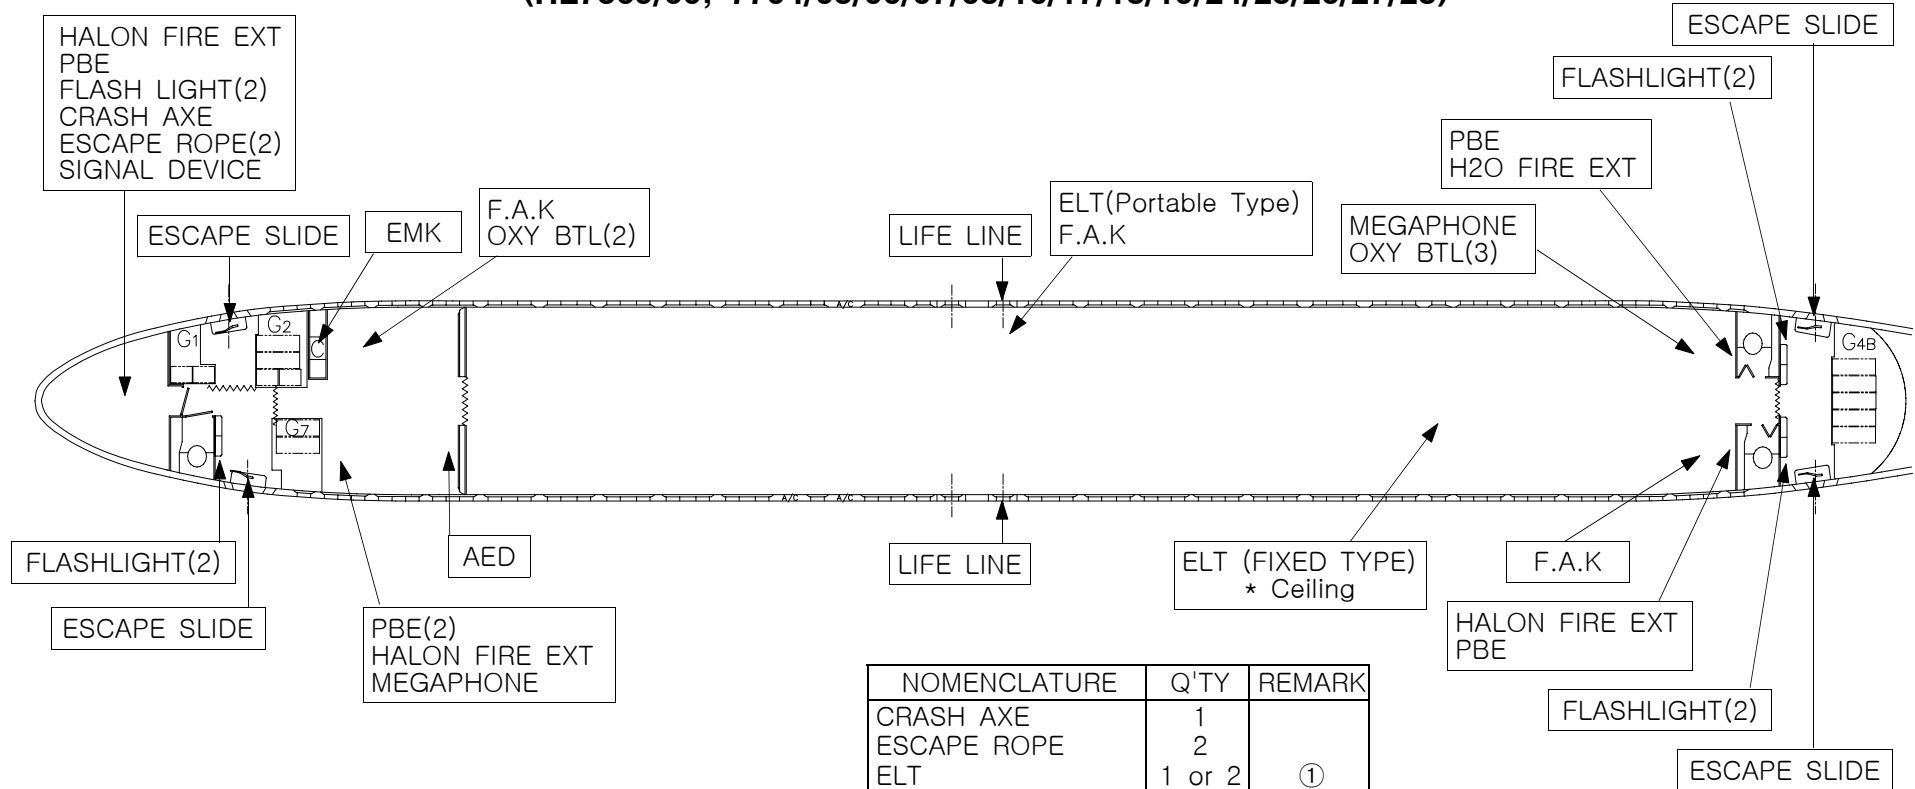 ESCAPE SLIDE
HALON FIRE EXT
PBE
FLASH LIGHT(2)
CRASH AXE
ESCAPE ROPE(2)
SIGNAL DEVICE
FLASHLIGHT(2)
PBE
H2O FIRE EXT
ESCAPE SLIDE
EMK
F.A.K
OXY BTL(2)
LIFE LINE
ELT(Portable Type)
F.A.K
MEGAPHONE
OXY BTL(3)
A/C
G1
G2
C
G4B
G7
A/C
A/C
FLASHLIGHT(2)
AED
LIFE LINE
ELT (FIXED TYPE)
* Ceiling
F.A.K
ESCAPE SLIDE
PBE(2)
HALON FIRE EXT
MEGAPHONE
HALON FIRE EXT
PBE
FLASHLIGHT(2)
ESCAPE SLIDE
NOMENCLATURE Q'TY REMARK
CRASH AXE 1
ESCAPE ROPE 2
ELT 1 or 2 ①